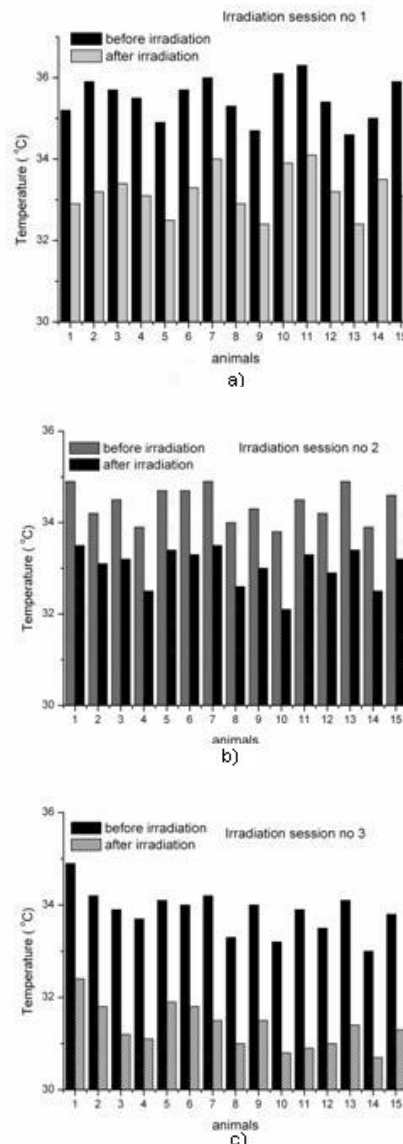 Irradiation session no 1
before irradiation
after irradiation
36
34
32
30
Temperature ( °C)
1 2 3 4 5 6 7 8 9 10 11 12 13 14 15
animals
a)
36
before irradiation
after irradiation
Irradiation session no 2
34
32
30
Temperature ( °C)
1 2 3 4 5 6 7 8 9 10 11 12 13 14 15
animals
b)
36
before irradiation
after irradiation
Irradiation session no 3
34
32
30
Temperature ( °C)
1 2 3 4 5 6 7 8 9 10 11 12 13 14 15
animals
c)